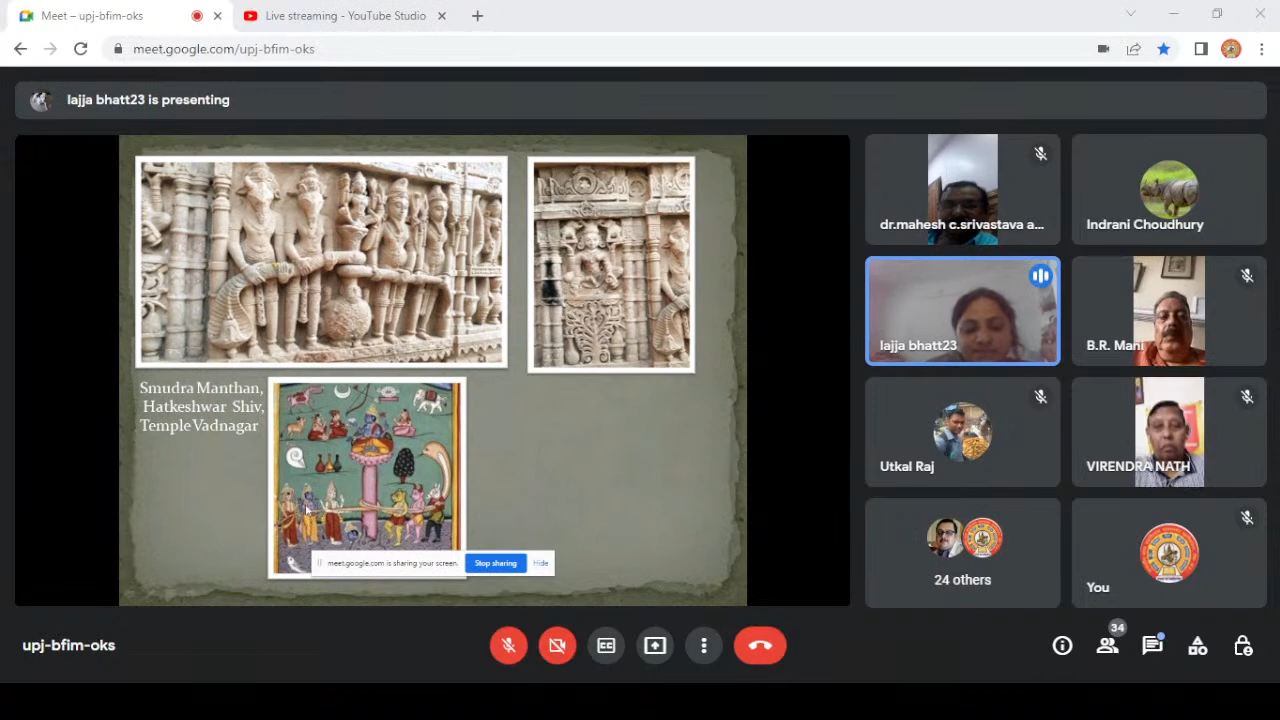 Meet – upj-bfim-oks
Live streaming - YouTube Studio
meet.google.com/upj-bfim-oks
lajja bhatt23 is presenting
Smudra Manthan,
Hatkeshwar Shiv,
Temple Vadnagar
meet.google.com is sharing your screen.
Stop sharing
Hide
dr.mahesh c.srivastava a...
Indrani Choudhury
lajja bhatt23
B.R. Mani
Utkal Raj
VIRENDRA NATH
24 others
You
upj-bfim-oks
CC
34